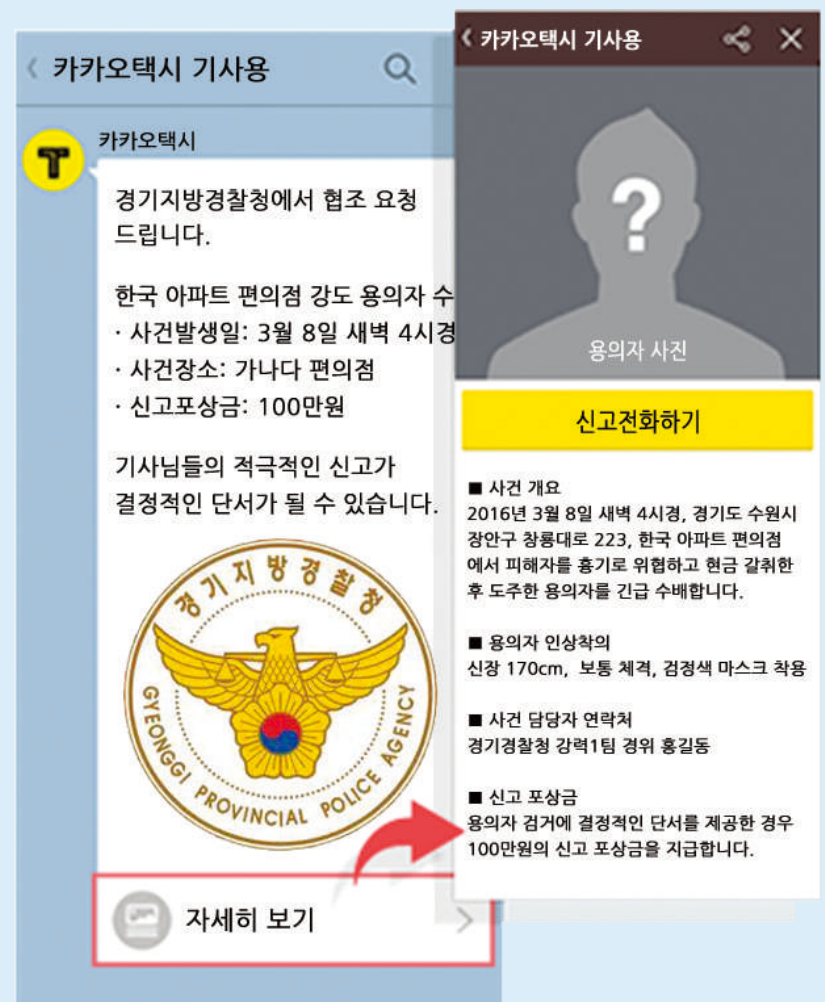 카카오택시 기사용
카카오택시
경기지방경찰청에서 협조 요청
드립니다.
한국 아파트 편의점 강도 용의자 수
· 사건발생일: 3월 8일 새벽 4시경
· 사건장소: 가나다 편의점
· 신고포상금: 100만원
기사님들의 적극적인 신고가
결정적인 단서가 될 수 있습니다.
경기지방경찰청
GYEONGGI PROVINCIAL POLICE AGENCY
자세히 보기
카카오택시 기사용
?
용의자 사진
신고전화하기
■ 사건 개요
2016년 3월 8일 새벽 4시경, 경기도 수원시
장안구 창룡대로 223, 한국 아파트 편의점
에서 피해자를 흉기로 위협하고 현금 갈취한
후 도주한 용의자를 긴급 수배합니다.
■ 용의자 인상착의
신장 170cm, 보통 체격, 검정색 마스크 착용
■ 사건 담당자 연락처
경기경찰청 강력1팀 경위 홍길동
■ 신고 포상금
용의자 검거에 결정적인 단서를 제공한 경우
100만원의 신고 포상금을 지급합니다.